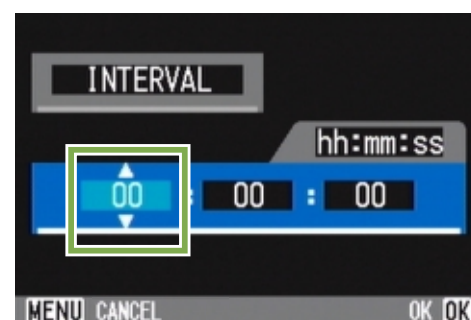 INTERVAL
hh:mm:ss
00 : 00 : 00
MENU CANCEL OK OK